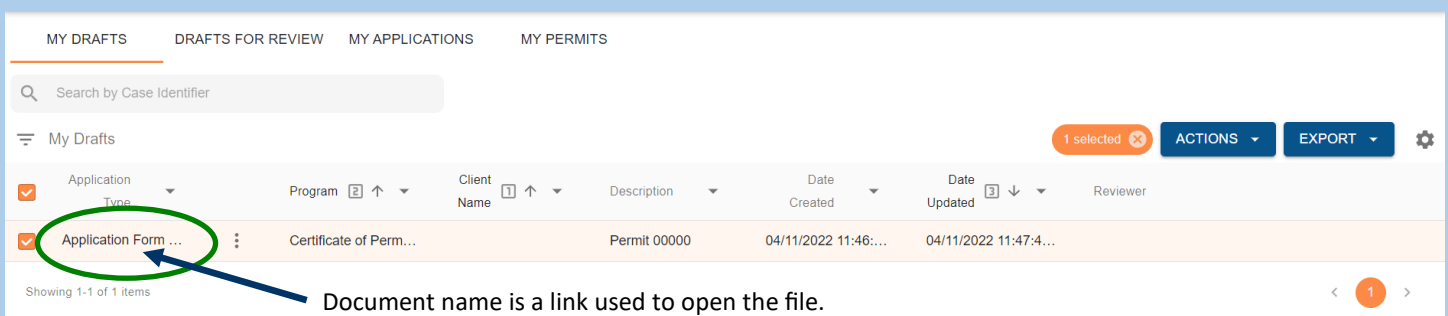 MY DRAFTS DRAFTS FOR REVIEW MY APPLICATIONS MY PERMITS
Search by Case Identifier
My Drafts 1 selected ACTIONS EXPORT
Application Type Program 2 Client Name 1 Description Date Created Date Updated 3 Reviewer
Application Form ... Certificate of Perm... Permit 00000 04/11/2022 11:46:... 04/11/2022 11:47:4...
Showing 1-1 of 1 items < 1 >
Document name is a link used to open the file.